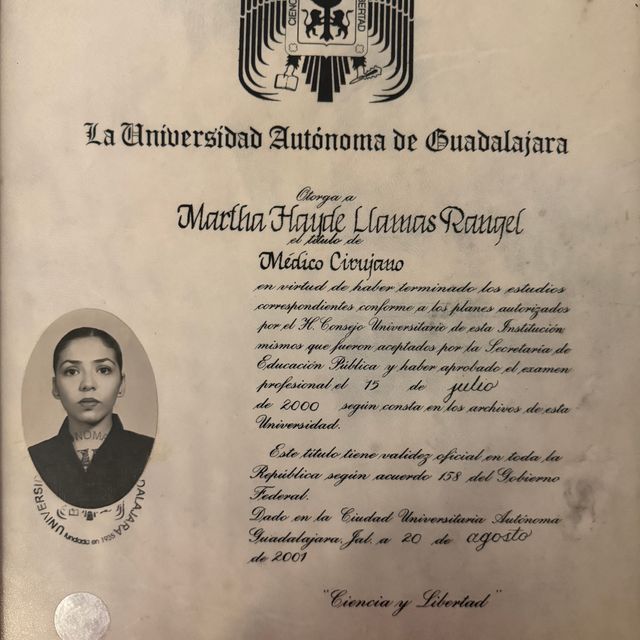 CIENC
LIBERTAD
La Universidad Autónoma de Guadalajara
Otorga a
Martha Hayde Llamas Rangel
el título de
Médico Cirujano
en virtud de haber terminado los estudios
correspondientes conforme a los planes autorizados
por el H. Consejo Universitario de esta Institución
mismos que fueron aceptados por la Secretaría de
Educación Pública y haber aprobado el examen
profesional el 15 de julio
de 2000 según consta en los archivos de esta
Universidad.
Este título tiene validez oficial en toda la
República según acuerdo 158 del Gobierno
Federal.
Dado en la Ciudad Universitaria Autónoma
Guadalajara, Jal. a 20 de agosto
de 2001
"Ciencia y Libertad"
NOMA
UNIVERSI
DALAJARA
fundada en 1935